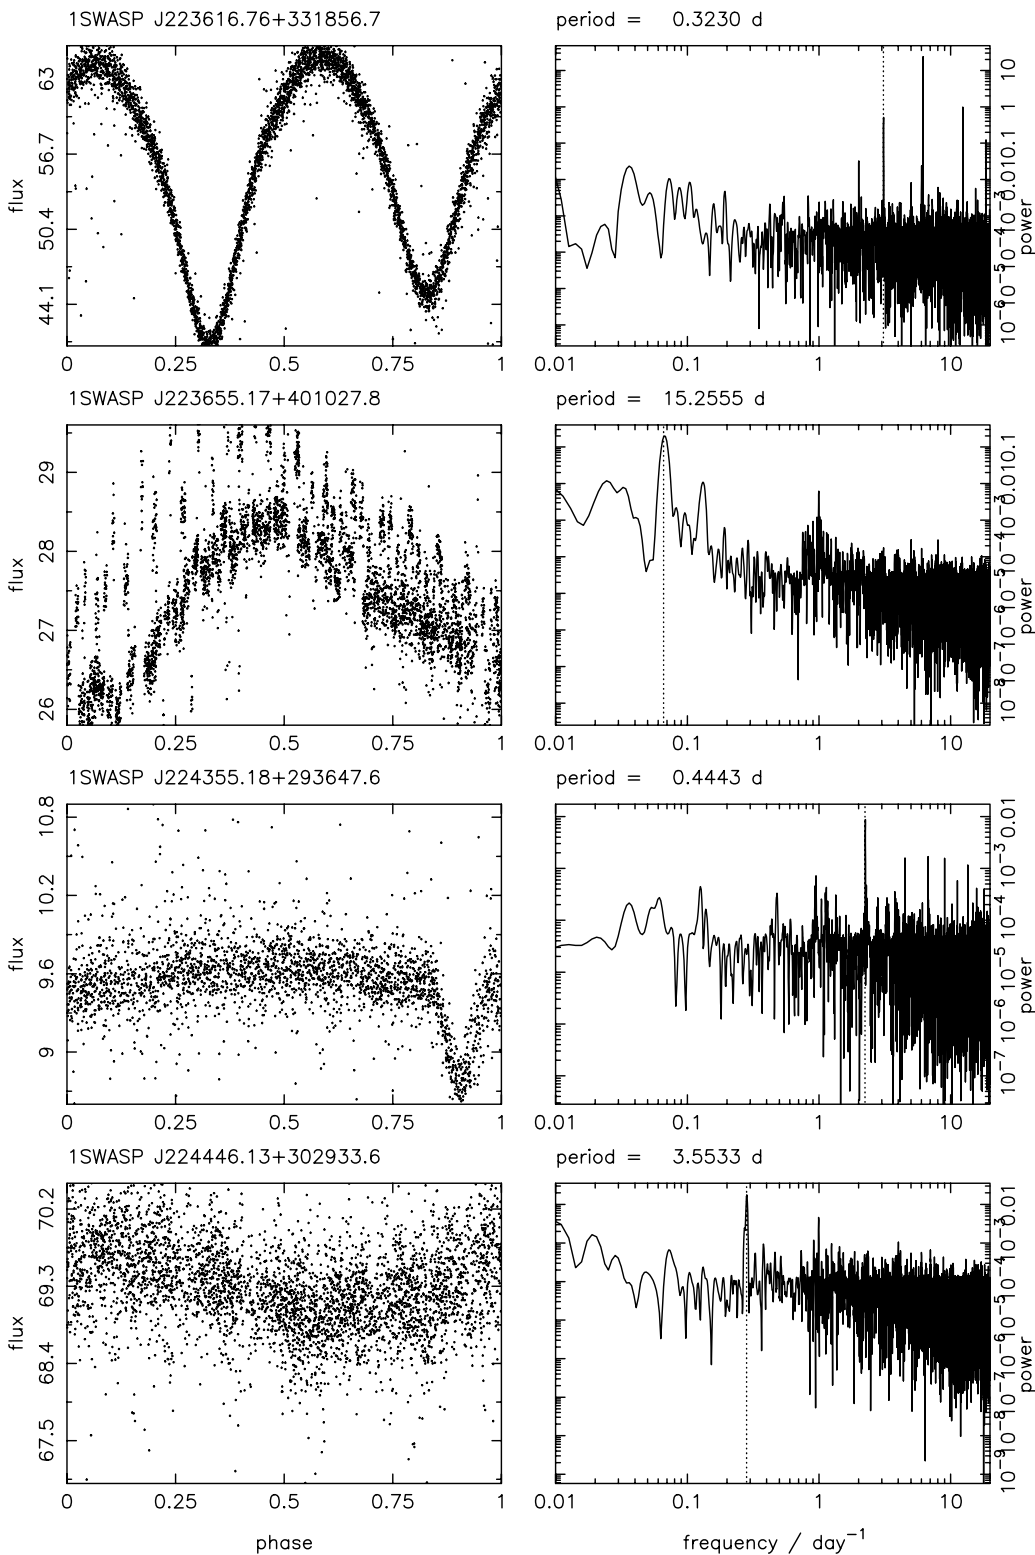 1SWASP J223616.76+331856.7 period = 0.3230 d
63
56.7
50.4
44.1
flux
0 0.25 0.5 0.75 1
10
1
0.1
0.01
10⁻³
10⁻⁴
10⁻⁵
10⁻⁶
power
0.01 0.1 1 10
1SWASP J223655.17+401027.8 period = 15.2555 d
29
28
27
26
flux
0 0.25 0.5 0.75 1
0.1
0.01
10⁻³
10⁻⁴
10⁻⁵
10⁻⁶
10⁻⁷
10⁻⁸
power
0.01 0.1 1 10
1SWASP J224355.18+293647.6 period = 0.4443 d
10.8
10.2
9.6
9
flux
0 0.25 0.5 0.75 1
0.01
10⁻³
10⁻⁴
10⁻⁵
10⁻⁶
10⁻⁷
power
0.01 0.1 1 10
1SWASP J224446.13+302933.6 period = 3.5533 d
70.2
69.3
68.4
67.5
flux
0 0.25 0.5 0.75 1
phase
0.01
10⁻³
10⁻⁴
10⁻⁵
10⁻⁶
10⁻⁷
10⁻⁸
10⁻⁹
power
0.01 0.1 1 10
frequency / day⁻¹